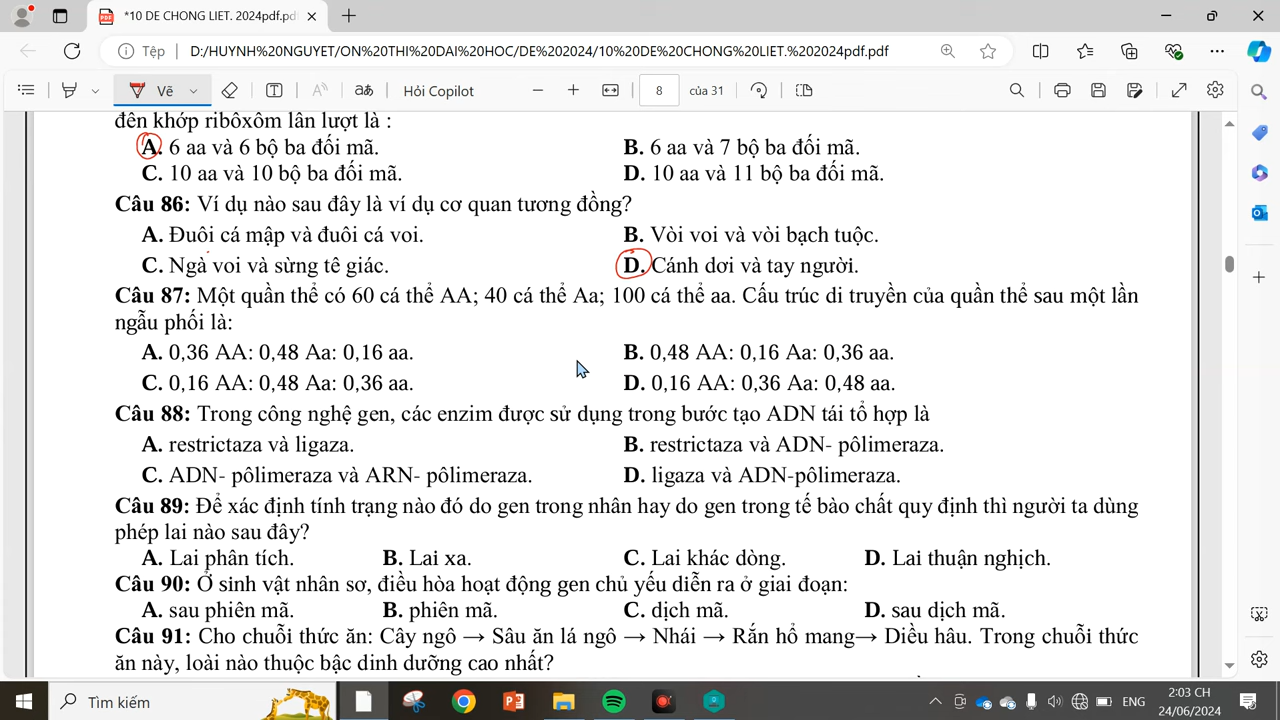 *10 DE CHONG LIET. 2024pdf.pd
Tệp
D:/HUYNH%20NGUYET/ON%20THI%20DAI%20HOC/DE%202024/10%20DE%20CHONG%20LIET.%202024pdf.pdf
Vẽ
aあ
Hỏi Copilot
8
của 31
đến khớp ribôxôm lần lượt là :
A. 6 aa và 6 bộ ba đối mã. B. 6 aa và 7 bộ ba đối mã.
C. 10 aa và 10 bộ ba đối mã. D. 10 aa và 11 bộ ba đối mã.
Câu 86: Ví dụ nào sau đây là ví dụ cơ quan tương đồng?
A. Đuôi cá mập và đuôi cá voi. B. Vòi voi và vòi bạch tuộc.
C. Ngà voi và sừng tê giác. D. Cánh dơi và tay người.
Câu 87: Một quần thể có 60 cá thể AA; 40 cá thể Aa; 100 cá thể aa. Cấu trúc di truyền của quần thể sau một lần
ngẫu phối là:
A. 0,36 AA: 0,48 Aa: 0,16 aa. B. 0,48 AA: 0,16 Aa: 0,36 aa.
C. 0,16 AA: 0,48 Aa: 0,36 aa. D. 0,16 AA: 0,36 Aa: 0,48 aa.
Câu 88: Trong công nghệ gen, các enzim được sử dụng trong bước tạo ADN tái tổ hợp là
A. restrictaza và ligaza. B. restrictaza và ADN- pôlimeraza.
C. ADN- pôlimeraza và ARN- pôlimeraza. D. ligaza và ADN-pôlimeraza.
Câu 89: Để xác định tính trạng nào đó do gen trong nhân hay do gen trong tế bào chất quy định thì người ta dùng
phép lai nào sau đây?
A. Lai phân tích. B. Lai xa. C. Lai khác dòng. D. Lai thuận nghịch.
Câu 90: Ở sinh vật nhân sơ, điều hòa hoạt động gen chủ yếu diễn ra ở giai đoạn:
A. sau phiên mã. B. phiên mã. C. dịch mã. D. sau dịch mã.
Câu 91: Cho chuỗi thức ăn: Cây ngô → Sâu ăn lá ngô → Nhái → Rắn hổ mang→ Diều hâu. Trong chuỗi thức
ăn này, loài nào thuộc bậc dinh dưỡng cao nhất?
Tìm kiếm
ENG
2:03 CH
24/06/2024